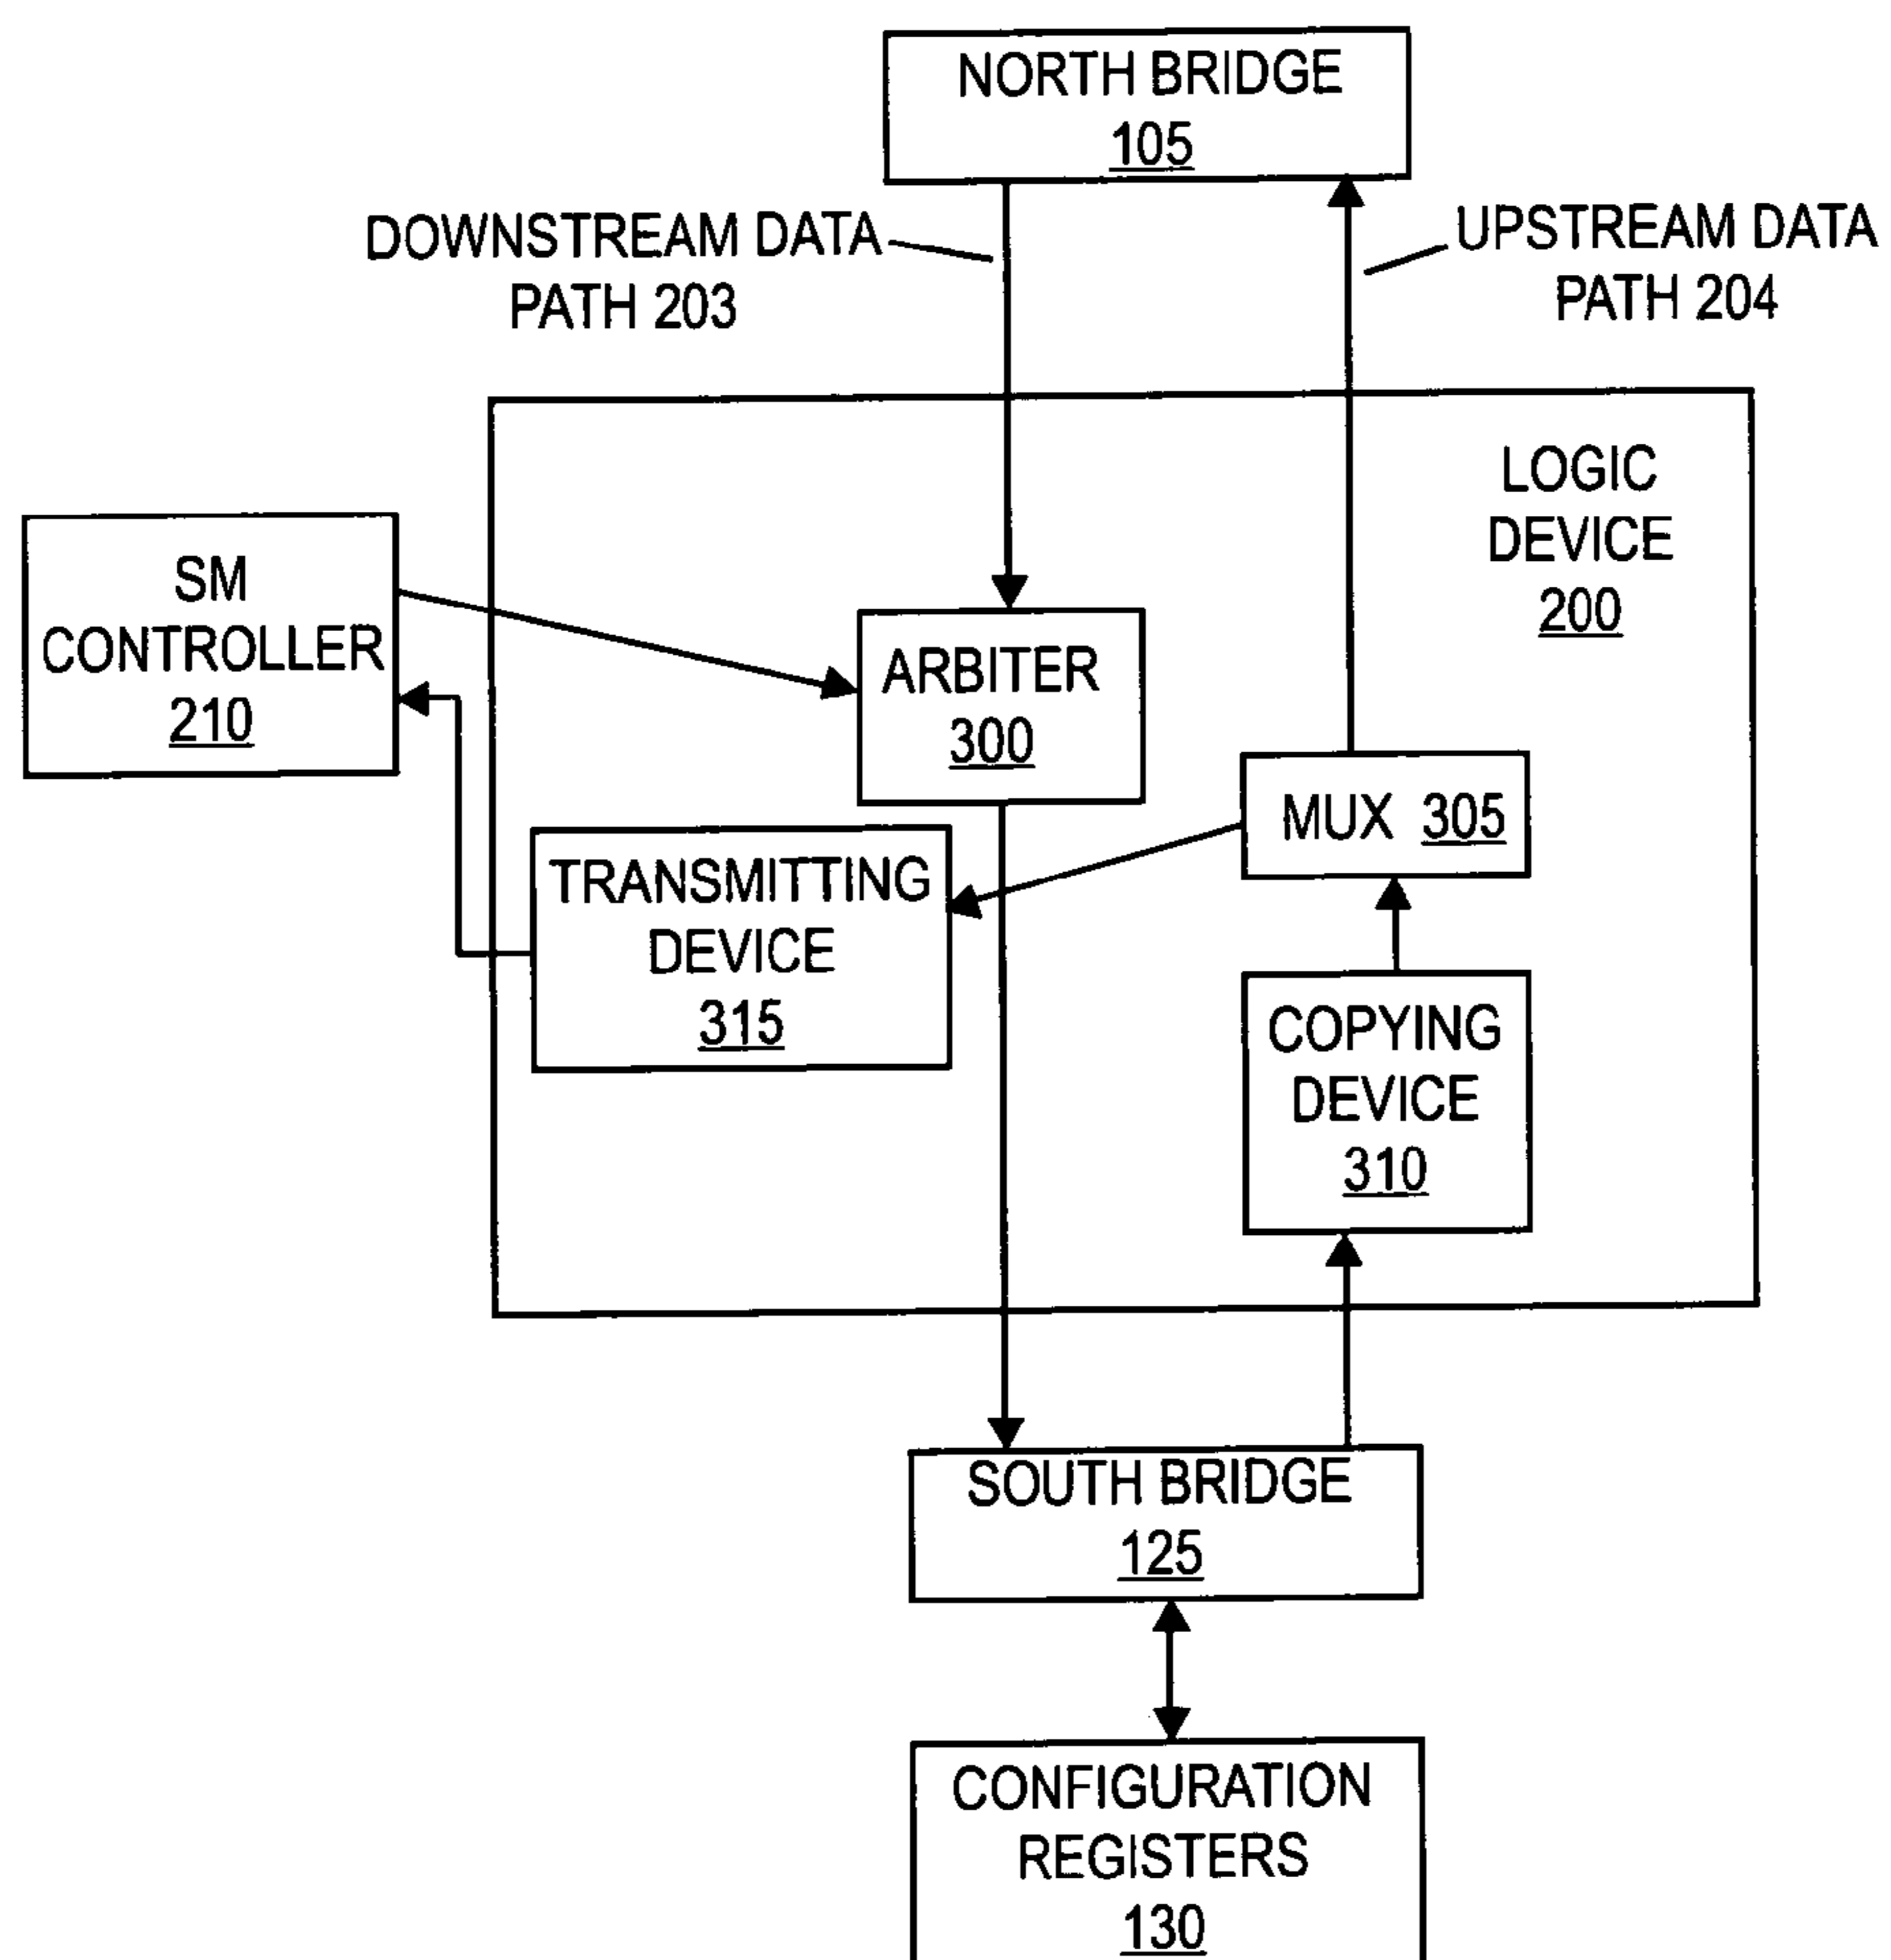 NORTH BRIDGE
105
DOWNSTREAM DATA
PATH 203
UPSTREAM DATA
PATH 204
LOGIC
DEVICE
200
SM
CONTROLLER
210
ARBITER
300
MUX 305
TRANSMITTING
DEVICE
315
COPYING
DEVICE
310
SOUTH BRIDGE
125
CONFIGURATION
REGISTERS
130